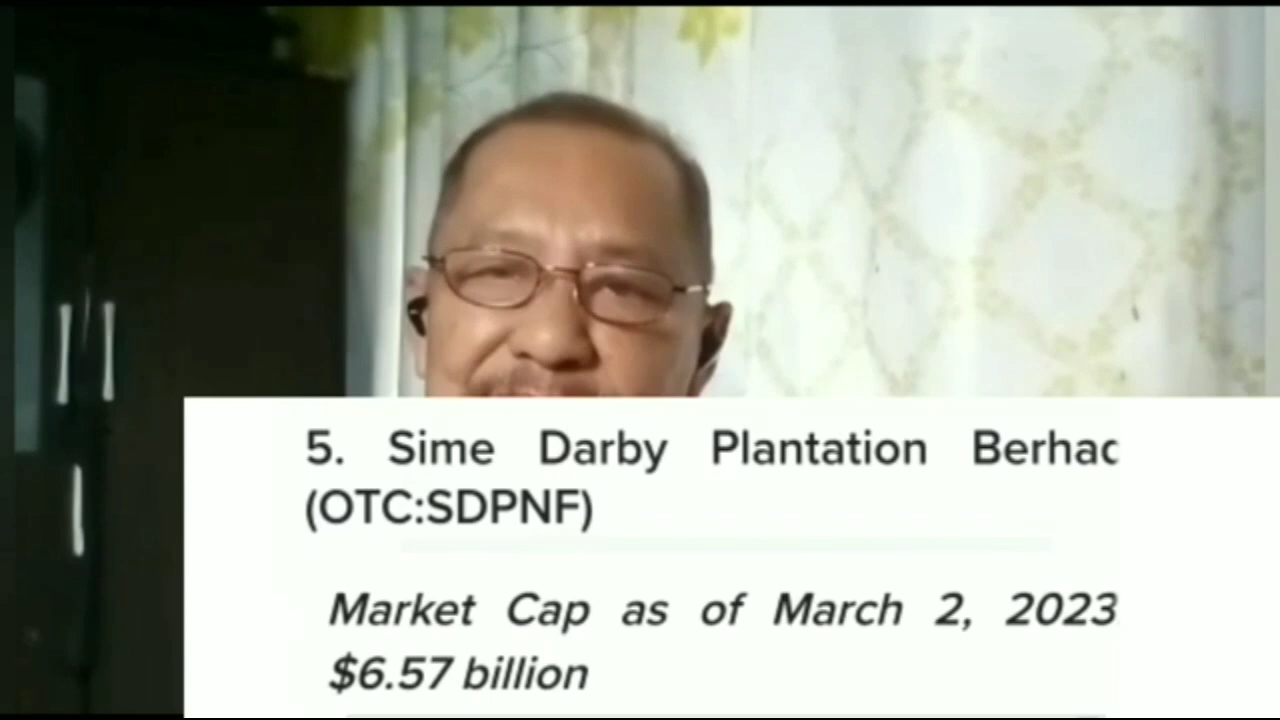 5. Sime Darby Plantation Berhac
(OTC:SDPNF)
Market Cap as of March 2, 2023
$6.57 billion